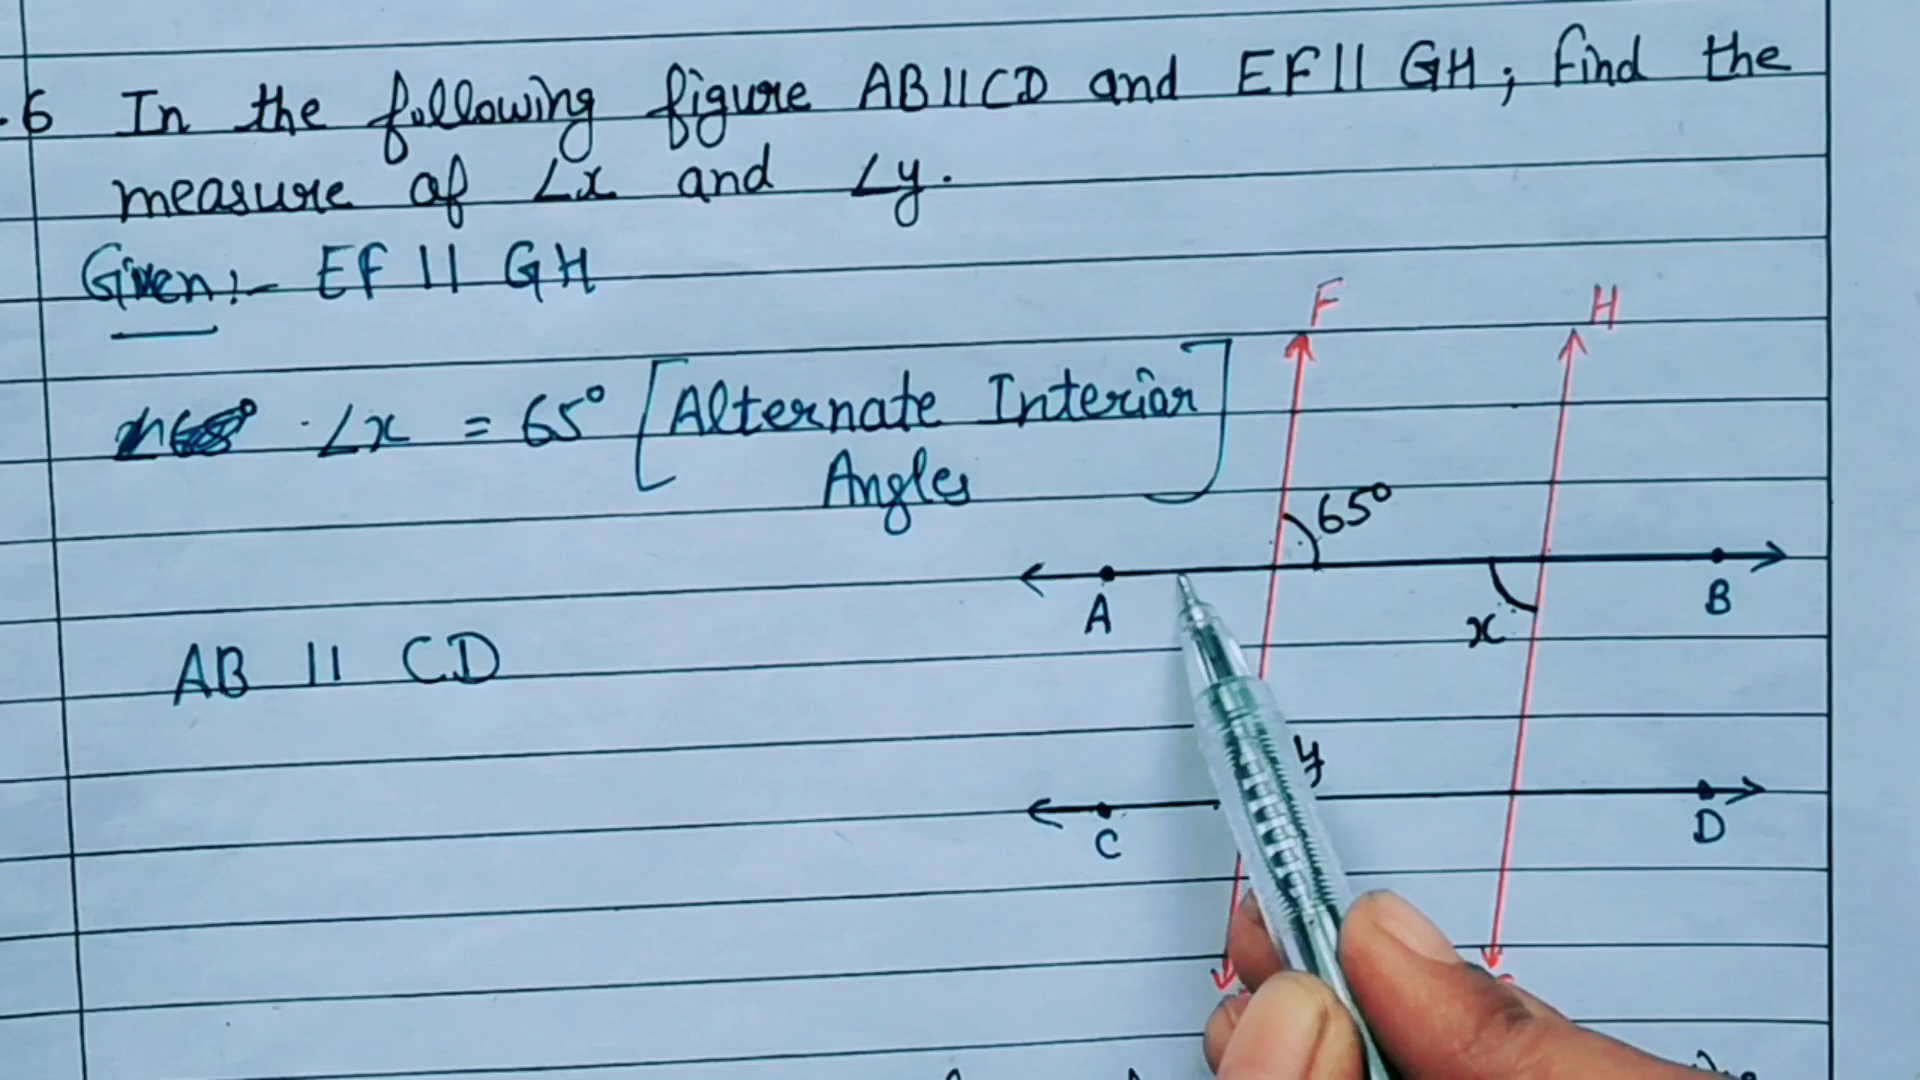 .6 In the following figure AB||CD and EF|| GH; find the
measure of ∠x and ∠y.
Given:- EF || GH
∠x = 65° [Alternate Interior
Angles]
AB || CD
F
H
65°
A
B
x
y
C
D